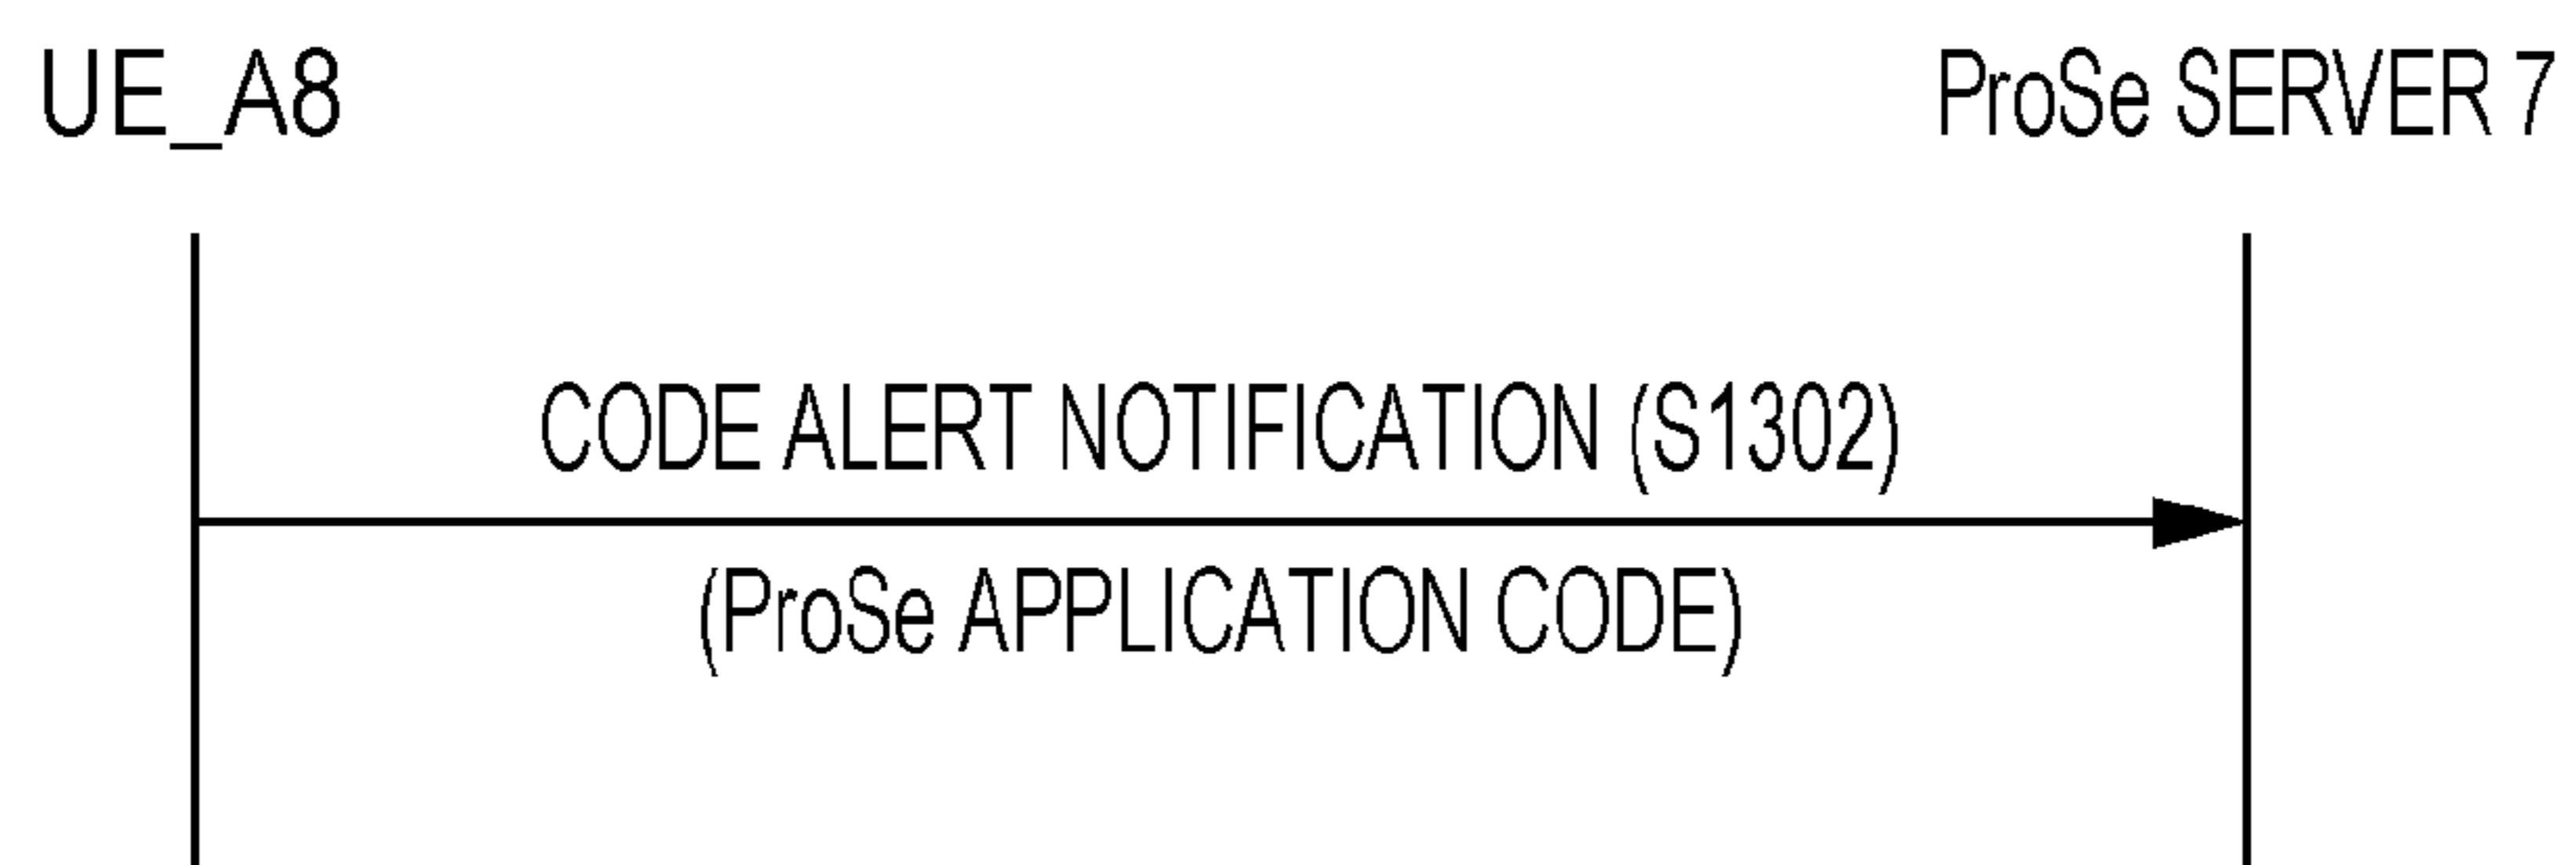 UE_A8
ProSe SERVER 7
CODE ALERT NOTIFICATION (S1302)
(ProSe APPLICATION CODE)